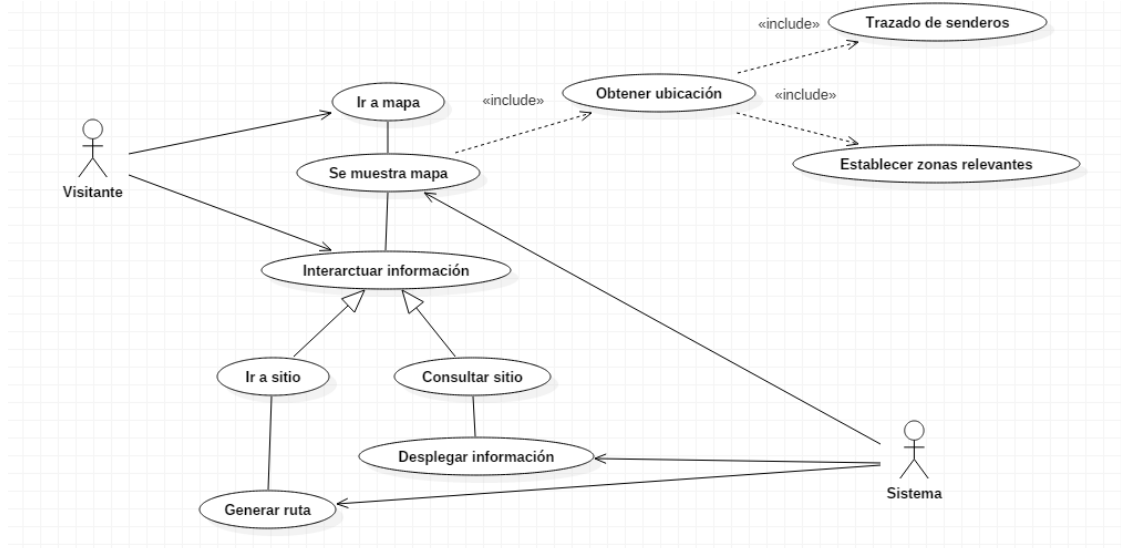 «include»
Trazado de senderos
Ir a mapa
«include»
Obtener ubicación
«include»
Se muestra mapa
Establecer zonas relevantes
Visitante
Interarctuar información
Ir a sitio
Consultar sitio
Desplegar información
Sistema
Generar ruta